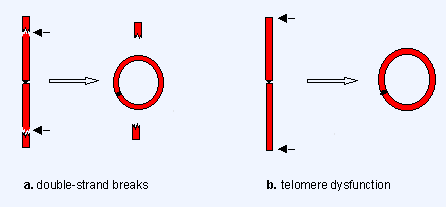 a. double-strand breaks
b. telomere dysfunction